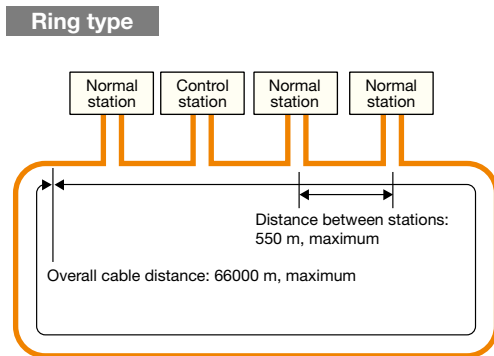 Ring type
Normal
station
Control
station
Normal
station
Normal
station
Distance between stations:
550 m, maximum
Overall cable distance: 66000 m, maximum